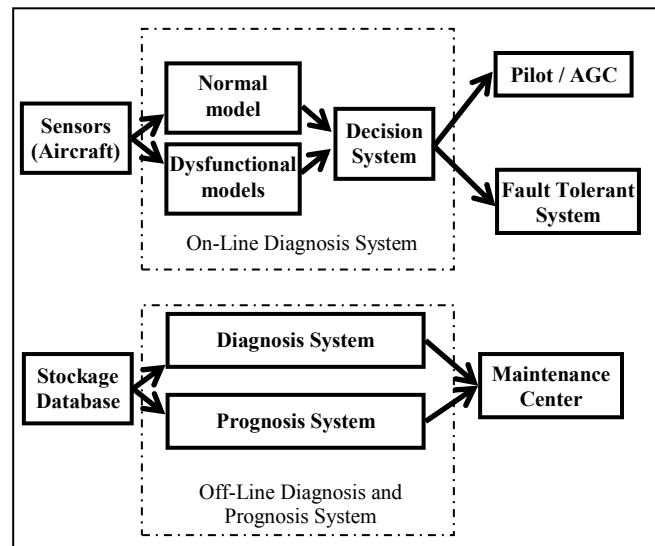 Sensors
(Aircraft)
Normal
model
Dysfunctional
models
Decision
System
Pilot / AGC
Fault Tolerant
System
On-Line Diagnosis System
Stockage
Database
Diagnosis System
Prognosis System
Maintenance
Center
Off-Line Diagnosis and
Prognosis System